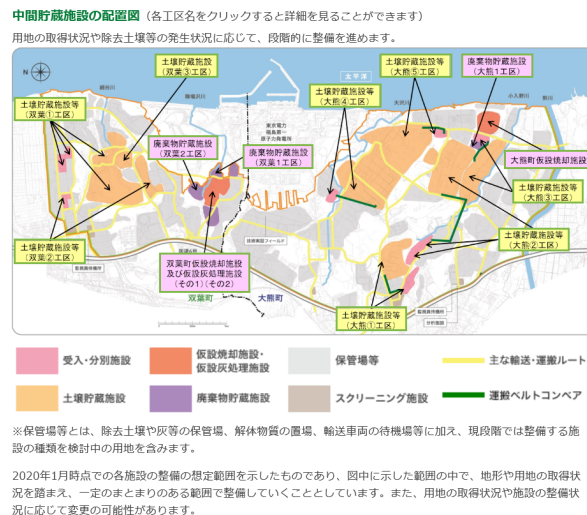 中間貯蔵施設の配置図（各工区名をクリックすると詳細を見ることができます）
用地の取得状況や除去土壌等の発生状況に応じて、段階的に整備を進めます。
N
土壌貯蔵施設
（双葉③工区）
太平洋
土壌貯蔵施設等
（大熊⑤工区）
廃棄物貯蔵施設
（大熊1工区）
土壌貯蔵施設等
（大熊④工区）
土壌貯蔵施設等
（双葉①工区）
東京電力
福島第一
原子力発電所
廃棄物貯蔵施設
（双葉2工区）
廃棄物貯蔵施設
（双葉1工区）
大熊町仮設焼却施設
土壌貯蔵施設等
（大熊③工区）
土壌貯蔵施設等
（大熊②工区）
土壌貯蔵施設等
（双葉②工区）
双葉町仮設焼却施設
及び仮設灰処理施設
（その1）（その2）
双葉町
大熊町
土壌貯蔵施設等
（大熊①工区）
受入・分別施設
仮設焼却施設・
仮設灰処理施設
保管場等
主な輸送・運搬ルート
土壌貯蔵施設
廃棄物貯蔵施設
スクリーニング施設
運搬ベルトコンベア
※保管場等とは、除去土壌や灰等の保管場、解体物質の置場、輸送車両の待機場等に加え、現段階では整備する施
設の種類を検討中の用地を含みます。
2020年1月時点での各施設の整備の想定範囲を示したものであり、図中に示した範囲の中で、地形や用地の取得状
況を踏まえ、一定のまとまりのある範囲で整備していくこととしています。また、用地の取得状況や施設の整備状
況に応じて変更の可能性があります。